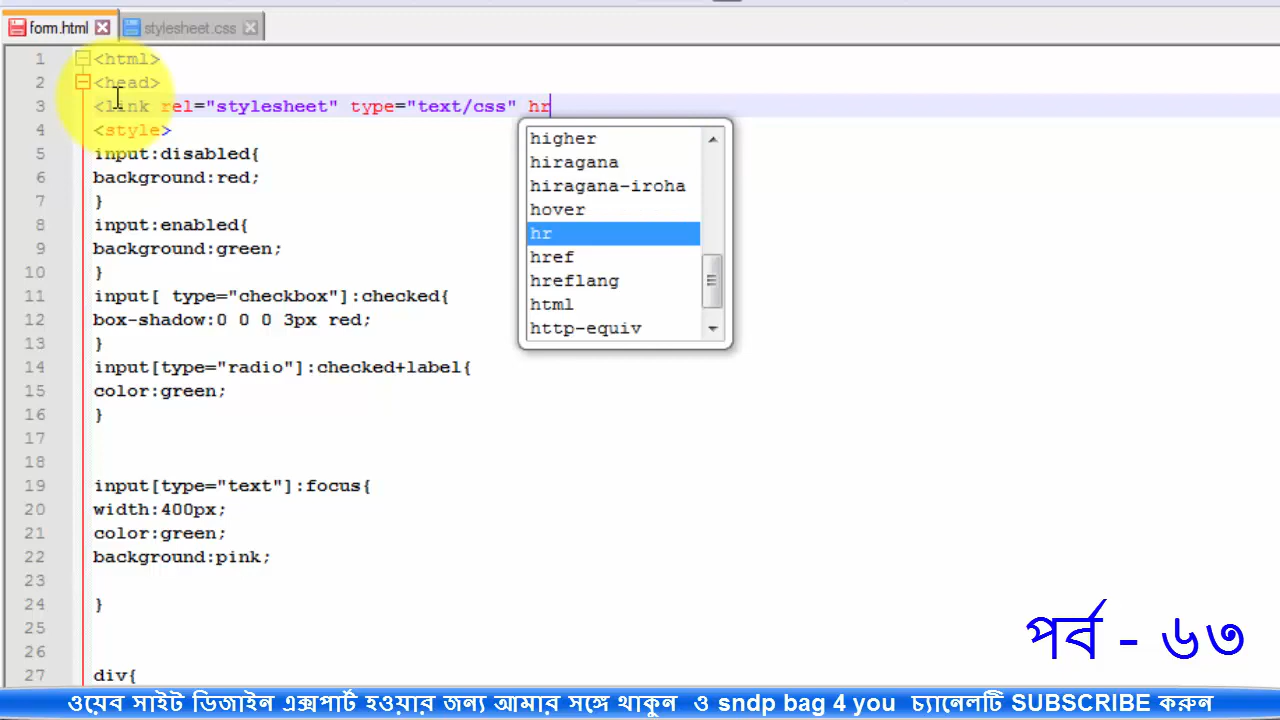 form.html stylesheet.css
1 <html>
2 <head>
3 <link rel="stylesheet" type="text/css" hr
4 <style>
5 input:disabled{
6 background:red;
7 }
8 input:enabled{
9 background:green;
10 }
11 input[ type="checkbox"]:checked{
12 box-shadow:0 0 0 3px red;
13 }
14 input[type="radio"]:checked+label{
15 color:green;
16 }
17
18
19 input[type="text"]:focus{
20 width:400px;
21 color:green;
22 background:pink;
23
24 }
25
26
27 div{
higher
hiragana
hiragana-iroha
hover
hr
href
hreflang
html
http-equiv
পর্ব - ৬৩
ওয়েব সাইট ডিজাইন এক্সপার্ট হওয়ার জন্য আমার সঙ্গে থাকুন ও sndp bag 4 you চ্যানেলটি SUBSCRIBE করুন